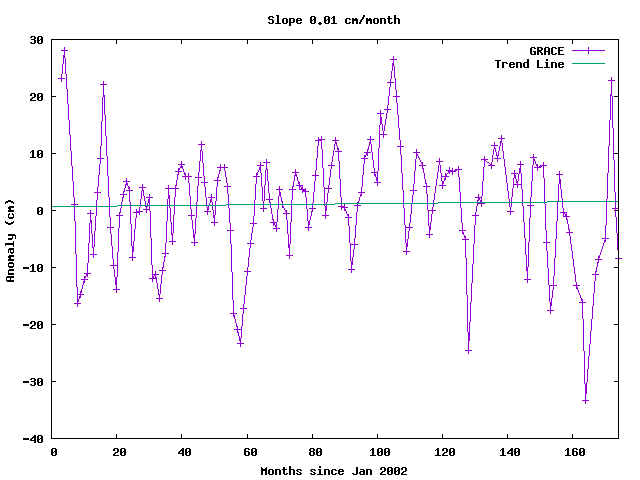 Slope 0.01 cm/month
GRACE
Trend Line
30
20
10
0
-10
-20
-30
-40
Anomaly (cm)
0 20 40 60 80 100 120 140 160
Months since Jan 2002